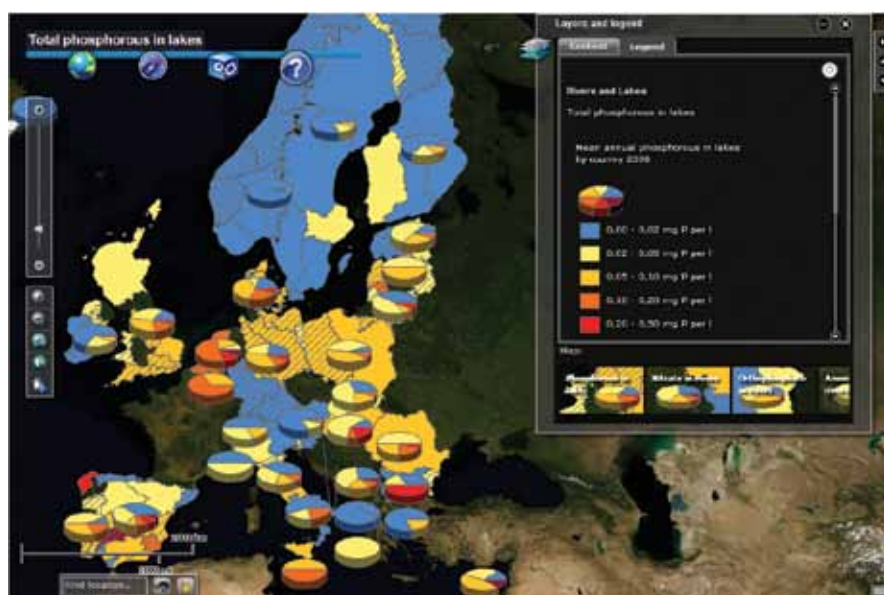 Total phosphorous in lakes
Layers and legend
Content
Legend
Rivers and Lakes
Total phosphorous in lakes
Mean annual phosphorous in lakes
by country
0,00 - 0,02 mg P per l
0,02 - 0,05 mg P per l
0,05 - 0,10 mg P per l
0,10 - 0,20 mg P per l
0,20 - 0,50 mg P per l
Find location...